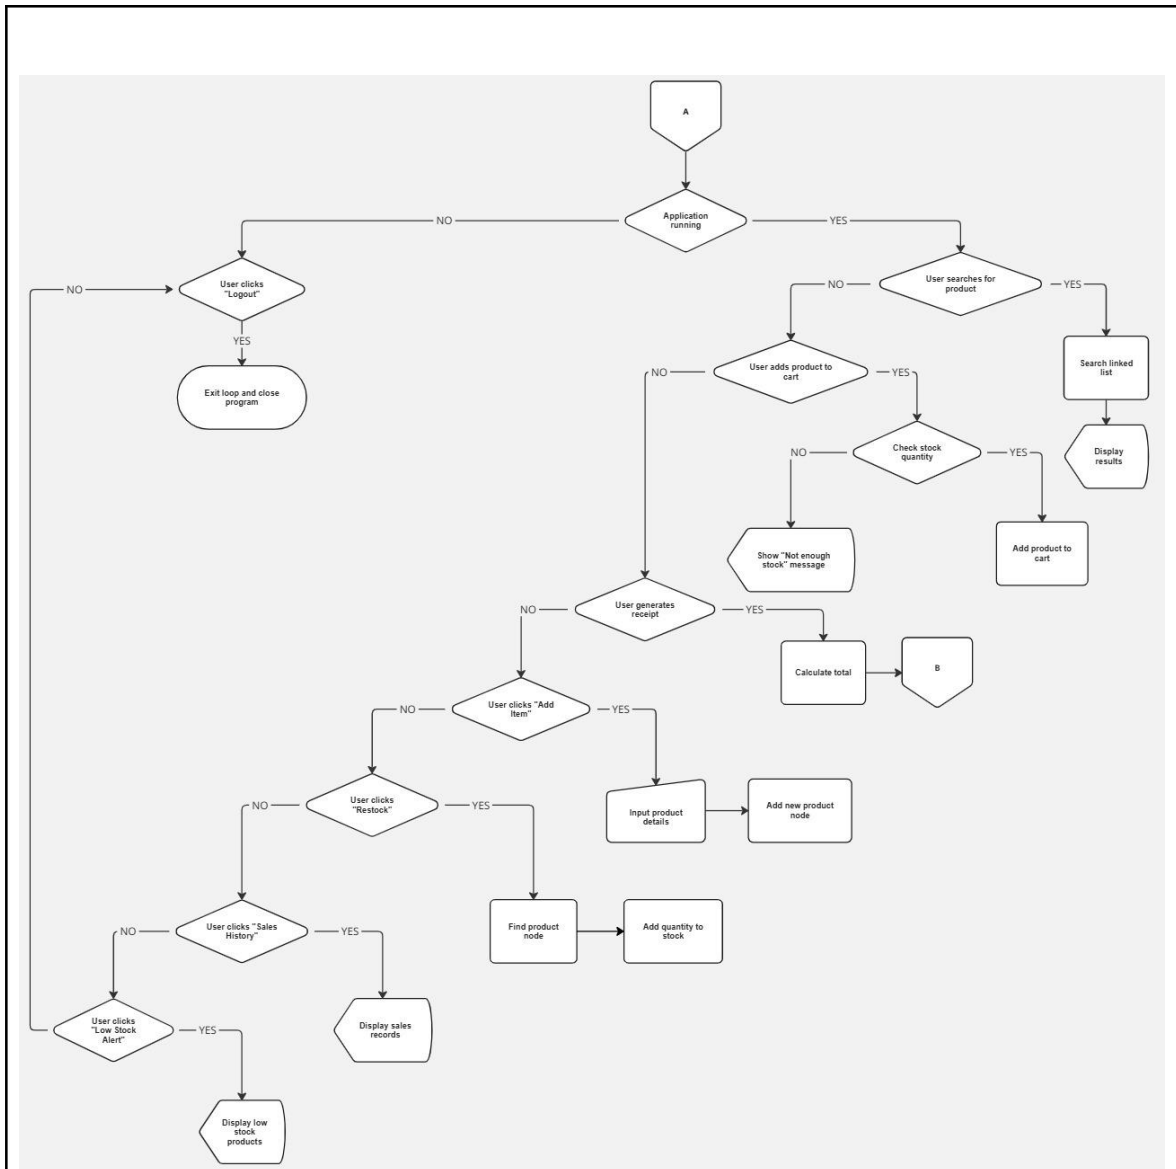 A
Application
running
NO
YES
User clicks
"Logout"
NO
YES
Exit loop and close
program
User searches for
product
NO
YES
Search linked
list
Display
results
User adds product to
cart
NO
YES
Check stock
quantity
NO
YES
Show "Not enough
stock" message
Add product to
cart
User generates
receipt
NO
YES
Calculate total
B
User clicks "Add
Item"
NO
YES
Input product
details
Add new product
node
User clicks
"Restock"
NO
YES
Find product
node
Add quantity to
stock
User clicks "Sales
History"
NO
YES
Display sales
records
User clicks
"Low Stock
Alert"
YES
Display low
stock
products